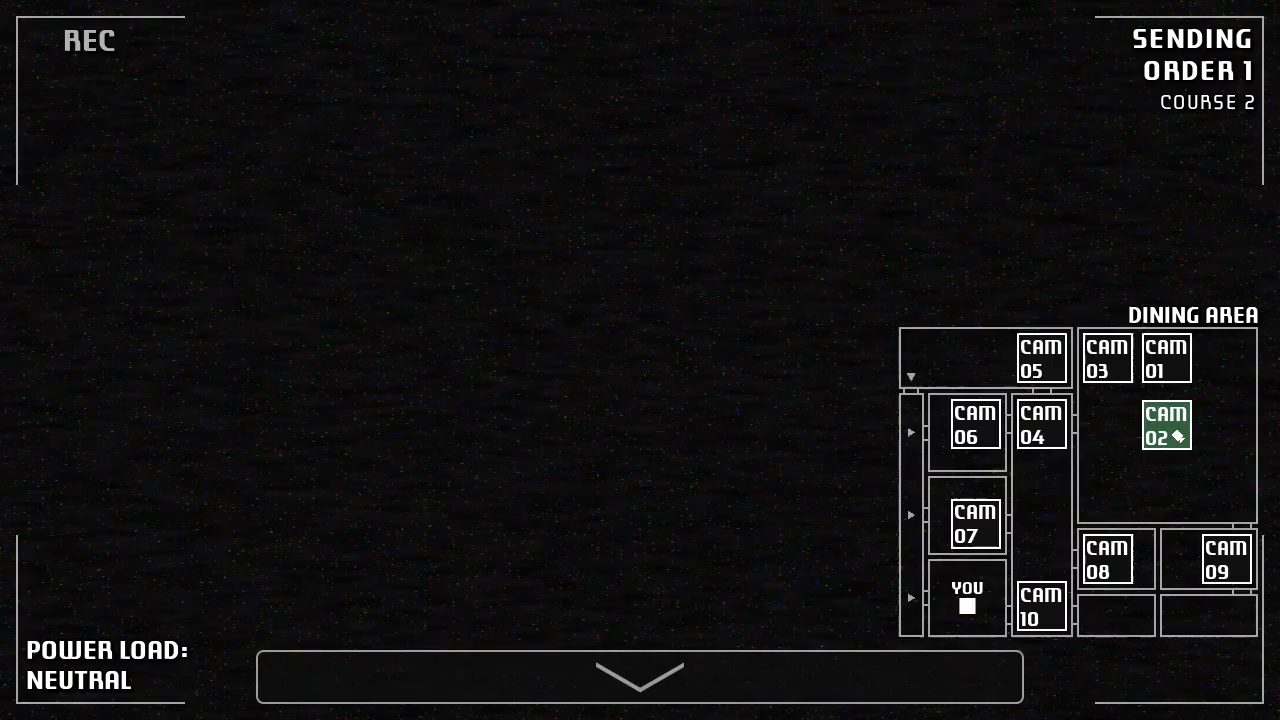 REC
SENDING
ORDER 1
COURSE 2
DINING AREA
CAM
05
CAM
03
CAM
01
CAM
06
CAM
04
CAM
02
CAM
07
CAM
08
CAM
09
YOU
CAM
10
POWER LOAD:
NEUTRAL